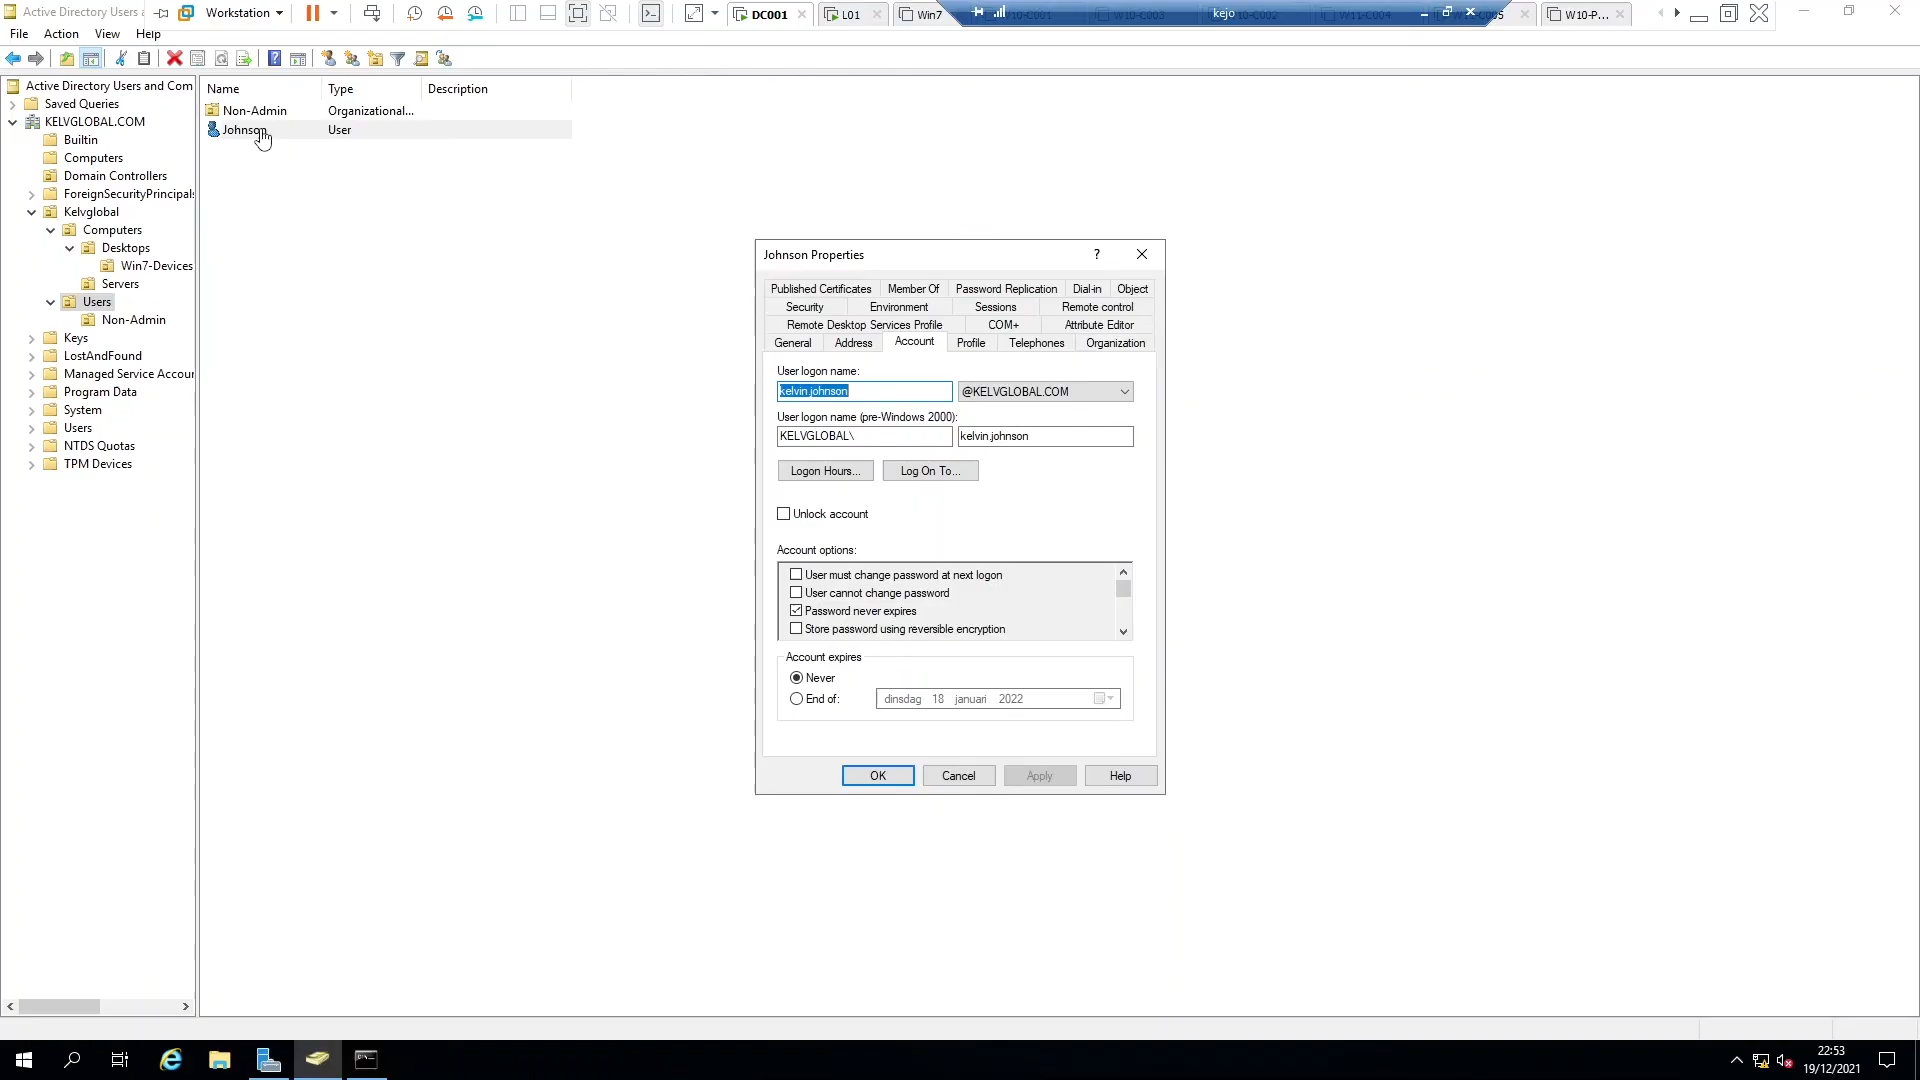 Active Directory Users a
Workstation
DC001
L01
Win7
kejo
W10-P...
File Action View Help
Active Directory Users and Com
Saved Queries
KELVGLOBAL.COM
Builtin
Computers
Domain Controllers
ForeignSecurityPrincipals
Kelvglobal
Computers
Desktops
Win7-Devices
Servers
Users
Non-Admin
Keys
LostAndFound
Managed Service Accour
Program Data
System
Users
NTDS Quotas
TPM Devices
Name Type Description
Non-Admin Organizational...
Johnson User
Johnson Properties
Published Certificates Member Of Password Replication Dial-in Object
Security Environment Sessions Remote control
Remote Desktop Services Profile COM+ Attribute Editor
General Address Account Profile Telephones Organization
User logon name:
kelvin.johnson @KELVGLOBAL.COM
User logon name (pre-Windows 2000):
KELVGLOBAL\ kelvin.johnson
Logon Hours... Log On To...
Unlock account
Account options:
User must change password at next logon
User cannot change password
Password never expires
Store password using reversible encryption
Account expires
Never
End of: dinsdag 18 januari 2022
OK Cancel Apply Help
22:53
19/12/2021